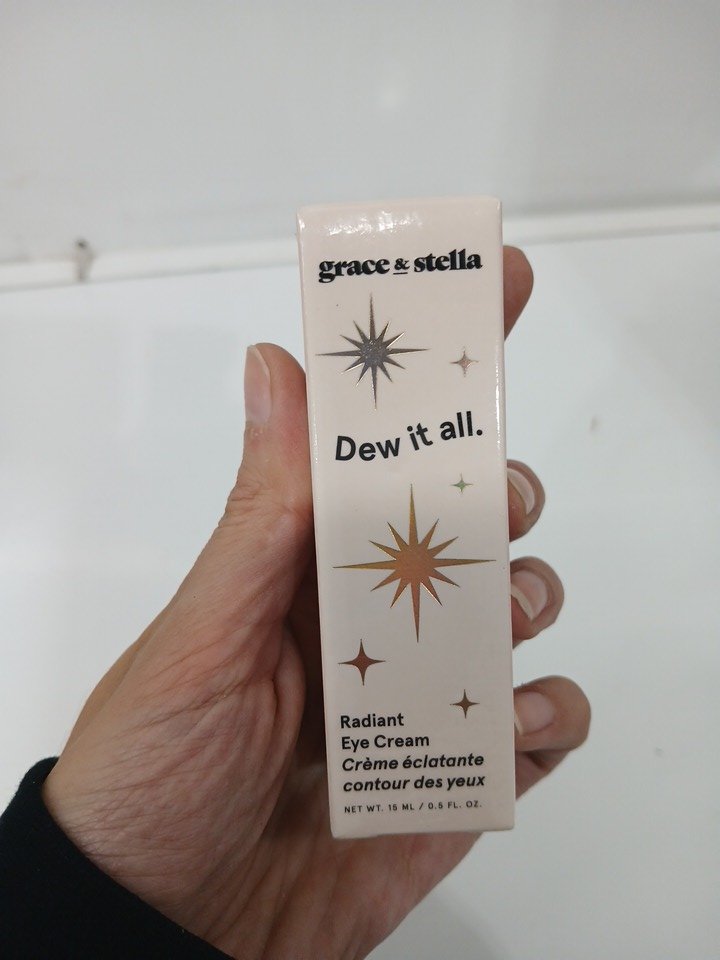 grace & stella
Dew it all.
Radiant
Eye Cream
Crème éclatante
contour des yeux
NET WT. 15 ML / 0.5 FL. OZ.